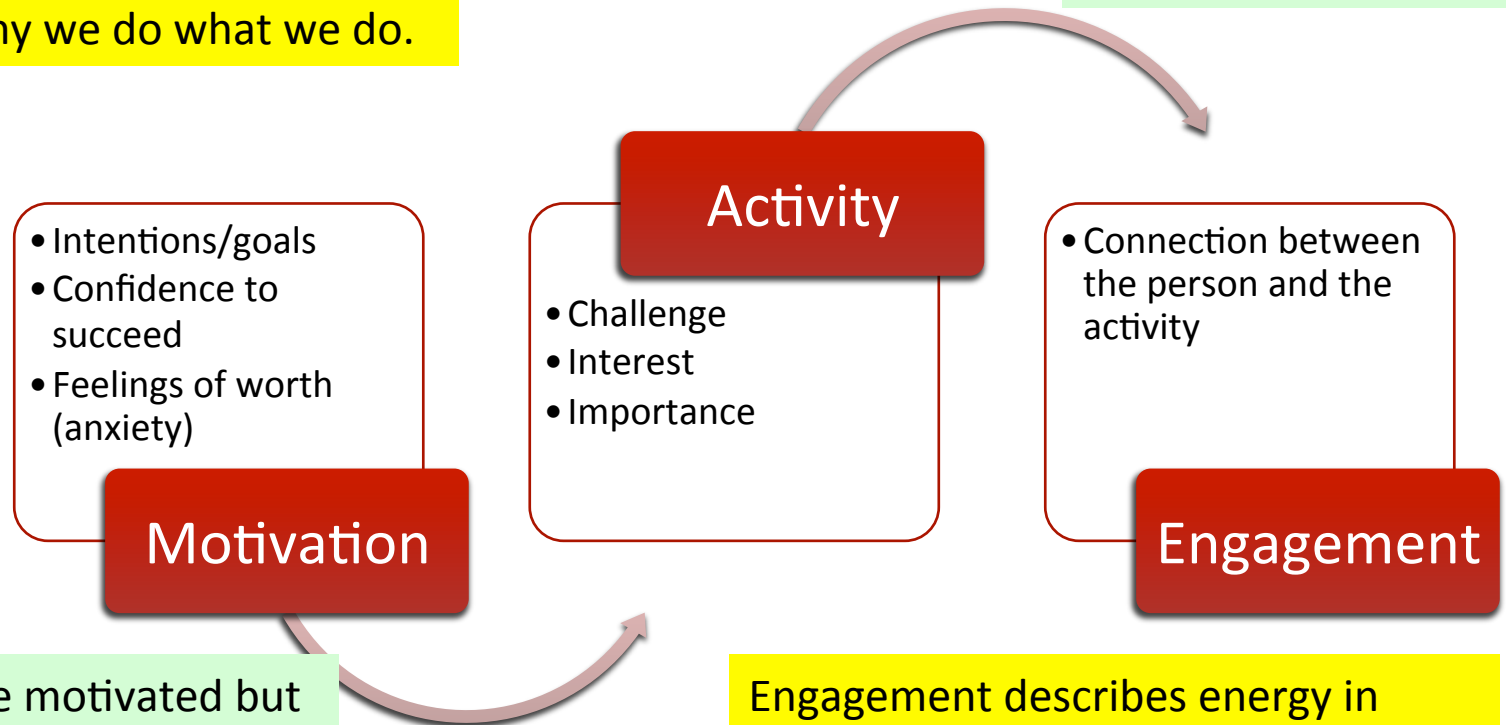 we do what we do.
Activity
• Intentions/goals
• Confidence to
succeed
• Feelings of worth
(anxiety)
Motivation
• Challenge
• Interest
• Importance
• Connection between
the person and the
activity
Engagement
motivated but
Engagement describes energy in